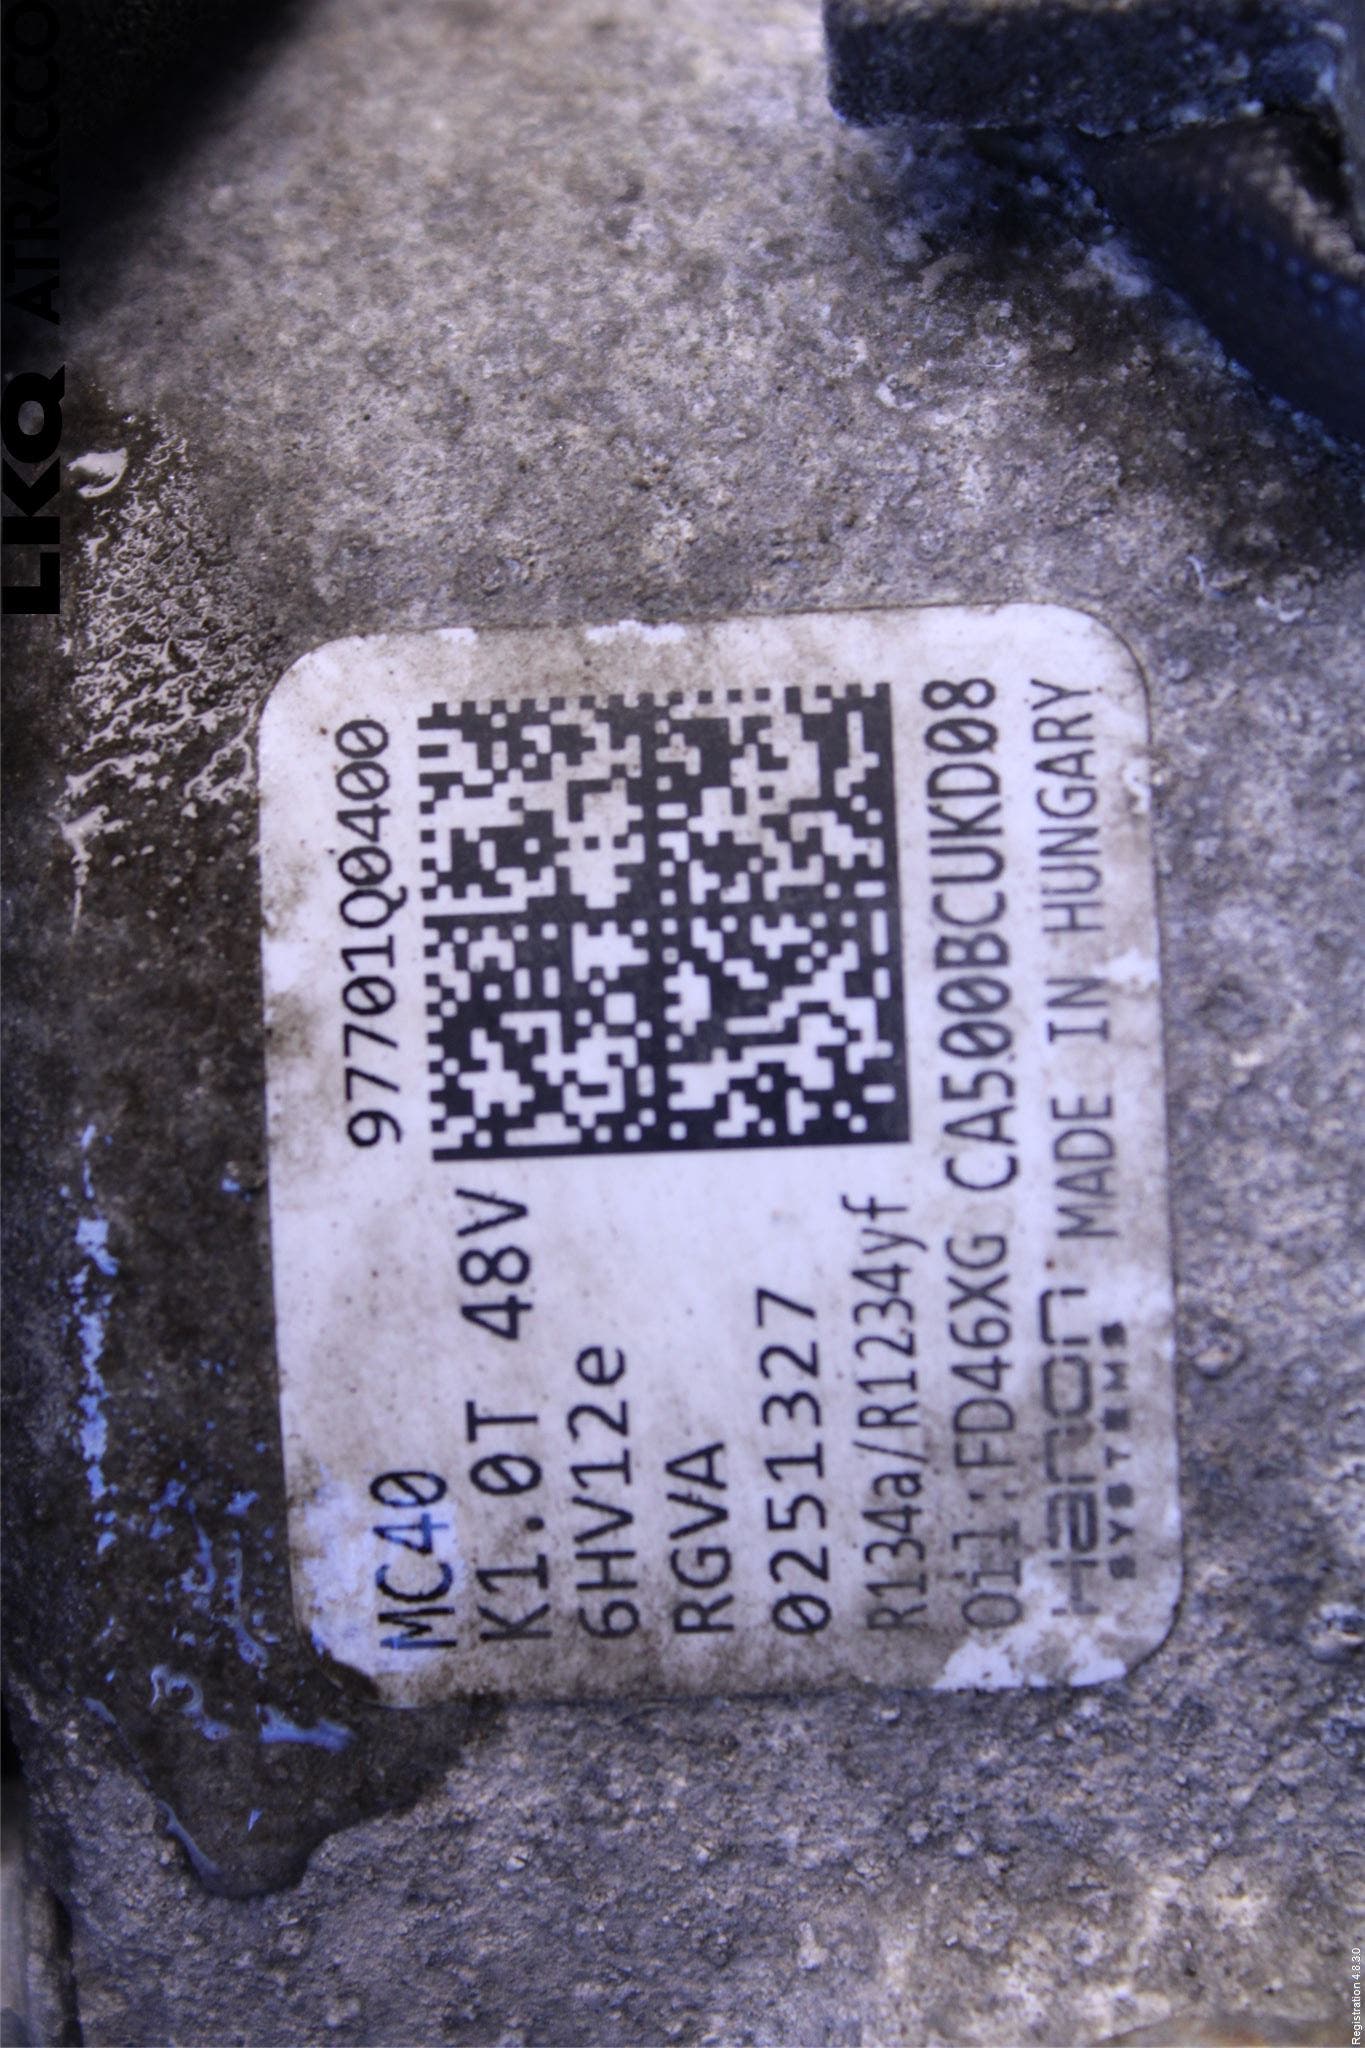 MC40
97701Q0400
K1.0T 48V
6HV12e
RGVA
0251327
R134a/R1234yf
Oil:FD46XG CA500BCUKD08
Hanon SYSTEMS MADE IN HUNGARY
LKQ ATRACCO
Registration 4.8.30